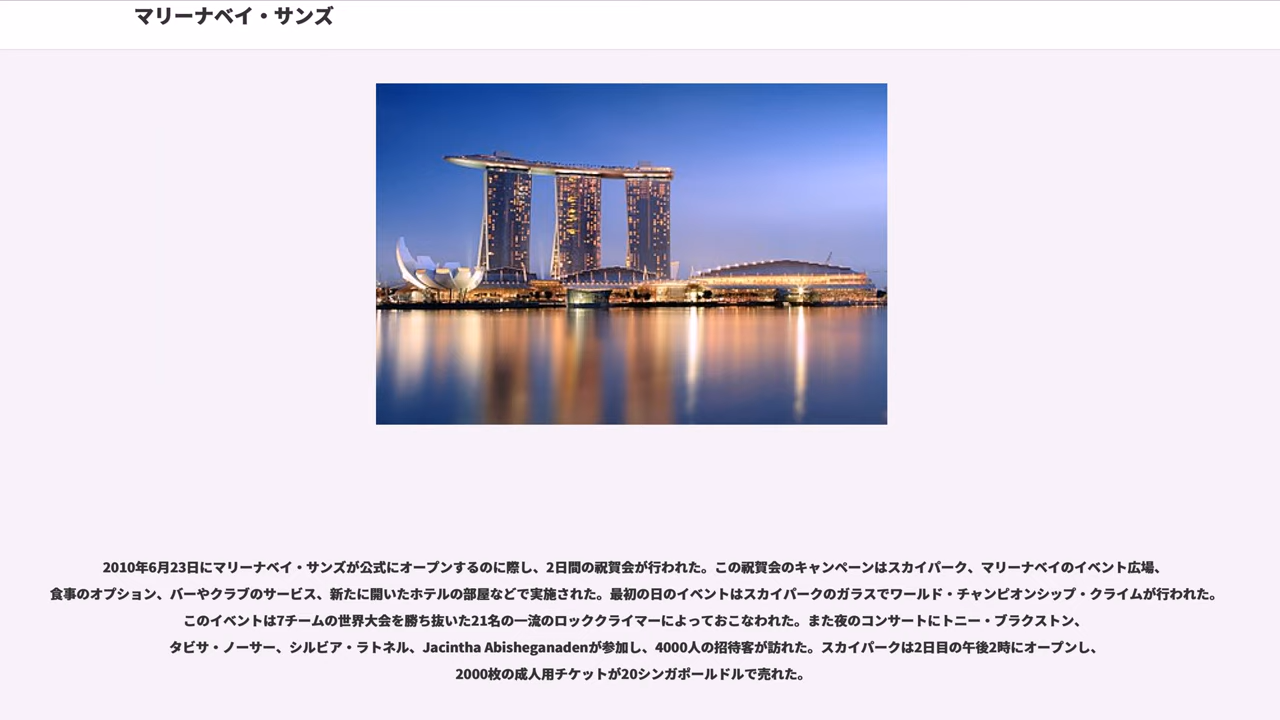 マリーナベイ・サンズ
2010年6月23日にマリーナベイ・サンズが公式にオープンするのに際し、2日間の祝賀会が行われた。この祝賀会のキャンペーンはスカイパーク、マリーナベイのイベント広場、
食事のオプション、バーやクラブのサービス、新たに開いたホテルの部屋などで実施された。最初の日のイベントはスカイパークのガラスでワールド・チャンピオンシップ・クライムが行われた。
このイベントは7チームの世界大会を勝ち抜いた21名の一流のロッククライマーによっておこなわれた。また夜のコンサートにトニー・ブラクストン、
タビサ・ノーサー、シルビア・ラトネル、Jacintha Abisheganadenが参加し、4000人の招待客が訪れた。スカイパークは2日目の午後2時にオープンし、
2000枚の成人用チケットが20シンガポールドルで売れた。